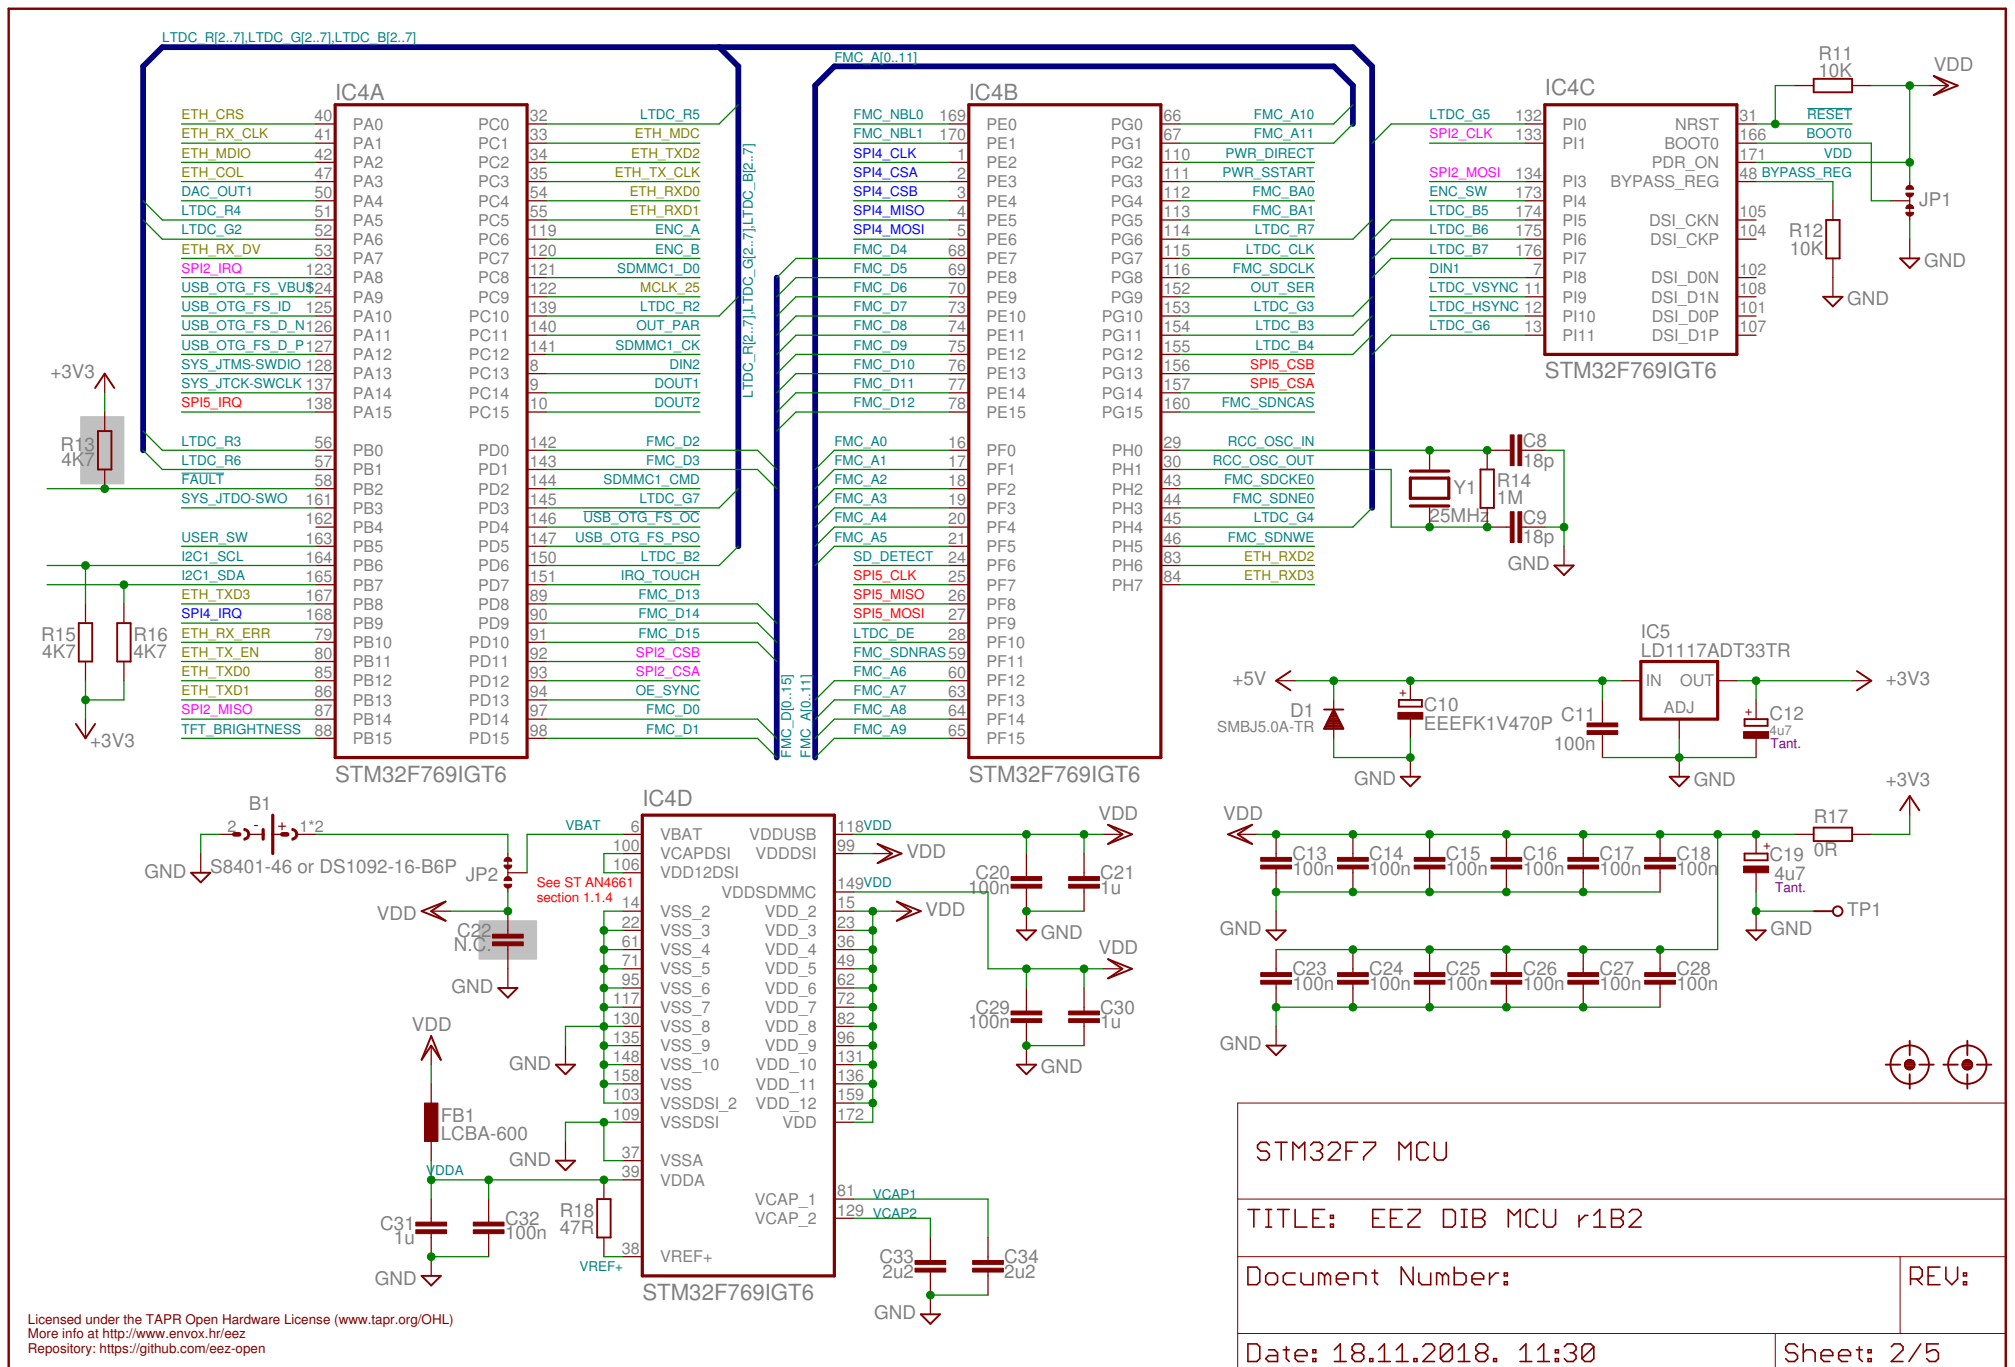 LTDC_R[2..7],LTDC_G[2..7],LTDC_B[2..7]
FMC_A[0..11]
IC4A
ETH_CRS 40 PA0
ETH_RX_CLK 41 PA1
ETH_MDIO 42 PA2
ETH_COL 47 PA3
DAC_OUT1 50 PA4
LTDC_R4 51 PA5
LTDC_G2 52 PA6
ETH_RX_DV 53 PA7
SPI2_IRQ 123 PA8
USB_OTG_FS_VBUS 124 PA9
USB_OTG_FS_ID 125 PA10
USB_OTG_FS_D_N 126 PA11
USB_OTG_FS_D_P 127 PA12
SYS_JTMS-SWDIO 128 PA13
SYS_JTCK-SWCLK 137 PA14
SPI5_IRQ 138 PA15
LTDC_R3 56 PB0
LTDC_R6 57 PB1
FAULT 58 PB2
SYS_JTDO-SWO 161 PB3
162 PB4
USER_SW 163 PB5
I2C1_SCL 164 PB6
I2C1_SDA 165 PB7
ETH_TXD3 167 PB8
SPI4_IRQ 168 PB9
ETH_RX_ERR 79 PB10
ETH_TX_EN 80 PB11
ETH_TXD0 85 PB12
ETH_TXD1 86 PB13
SPI2_MISO 87 PB14
TFT_BRIGHTNESS 88 PB15
PC0 32 LTDC_R5
PC1 33 ETH_MDC
PC2 34 ETH_TXD2
PC3 35 ETH_TX_CLK
PC4 54 ETH_RXD0
PC5 55 ETH_RXD1
PC6 119 ENC_A
PC7 120 ENC_B
PC8 121 SDMMC1_D0
PC9 122 MCLK_25
PC10 139 LTDC_R2
PC11 140 OUT_PAR
PC12 141 SDMMC1_CK
PC13 8 DIN2
PC14 9 DOUT1
PC15 10 DOUT2
PD0 142 FMC_D2
PD1 143 FMC_D3
PD2 144 SDMMC1_CMD
PD3 145 LTDC_G7
PD4 146 USB_OTG_FS_OC
PD5 147 USB_OTG_FS_PSO
PD6 150 LTDC_B2
PD7 151 IRQ_TOUCH
PD8 89 FMC_D13
PD9 90 FMC_D14
PD10 91 FMC_D15
PD11 92 SPI2_CSB
PD12 93 SPI2_CSA
PD13 94 OE_SYNC
PD14 97 FMC_D0
PD15 98 FMC_D1
STM32F769IGT6
LTDC_R[2..7],LTDC_G[2..7],LTDC_B[2..7]
FMC_D[0..15]
FMC_A[0..11]
+3V3
R13
4K7
R15
4K7
R16
4K7
+3V3
IC4B
FMC_NBL0 169 PE0
FMC_NBL1 170 PE1
SPI4_CLK 1 PE2
SPI4_CSA 2 PE3
SPI4_CSB 3 PE4
SPI4_MISO 4 PE5
SPI4_MOSI 5 PE6
FMC_D4 68 PE7
FMC_D5 69 PE8
FMC_D6 70 PE9
FMC_D7 73 PE10
FMC_D8 74 PE11
FMC_D9 75 PE12
FMC_D10 76 PE13
FMC_D11 77 PE14
FMC_D12 78 PE15
FMC_A0 16 PF0
FMC_A1 17 PF1
FMC_A2 18 PF2
FMC_A3 19 PF3
FMC_A4 20 PF4
FMC_A5 21 PF5
SD_DETECT 24 PF6
SPI5_CLK 25 PF7
SPI5_MISO 26 PF8
SPI5_MOSI 27 PF9
LTDC_DE 28 PF10
FMC_SDNRAS 59 PF11
FMC_A6 60 PF12
FMC_A7 63 PF13
FMC_A8 64 PF14
FMC_A9 65 PF15
PG0 66 FMC_A10
PG1 67 FMC_A11
PG2 110 PWR_DIRECT
PG3 111 PWR_SSTART
PG4 112 FMC_BA0
PG5 113 FMC_BA1
PG6 114 LTDC_R7
PG7 115 LTDC_CLK
PG8 116 FMC_SDCLK
PG9 152 OUT_SER
PG10 153 LTDC_G3
PG11 154 LTDC_B3
PG12 155 LTDC_B4
PG13 156 SPI5_CSB
PG14 157 SPI5_CSA
PG15 160 FMC_SDNCAS
PH0 29 RCC_OSC_IN
PH1 30 RCC_OSC_OUT
PH2 43 FMC_SDCKE0
PH3 44 FMC_SDNE0
PH4 45 LTDC_G4
PH5 46 FMC_SDNWE
PH6 83 ETH_RXD2
PH7 84 ETH_RXD3
STM32F769IGT6
IC4C
LTDC_G5 132 PI0
SPI2_CLK 133 PI1
SPI2_MOSI 134 PI3
ENC_SW 173 PI4
LTDC_B5 174 PI5
LTDC_B6 175 PI6
LTDC_B7 176 PI7
DIN1 7 PI8
LTDC_VSYNC 11 PI9
LTDC_HSYNC 12 PI10
LTDC_G6 13 PI11
NRST 31 RESET
BOOT0 166 BOOT0
PDR_ON 171 VDD
BYPASS_REG 48 BYPASS_REG
DSI_CKN 105
DSI_CKP 104
DSI_D0N 102
DSI_D1N 108
DSI_D0P 101
DSI_D1P 107
STM32F769IGT6
R11
10K
VDD
JP1
GND
R12
10K
GND
C8
18p
Y1
25MHz
R14
1M
C9
18p
GND
IC5
LD1117ADT33TR
IN OUT
ADJ
+5V
D1
SMBJ5.0A-TR
+
C10
EEEFK1V470P
GND
C11
100n
+
C12
4u7
Tant.
GND
+3V3
B1
2 - + 1*2
GND
S8401-46 or DS1092-16-B6P
JP2
VDD
C22
N.C.
GND
See ST AN4661
section 1.1.4
IC4D
VBAT 6 VBAT
100 VCAPDSI
106 VDD12DSI
14 VSS_2
22 VSS_3
61 VSS_4
71 VSS_5
95 VSS_6
117 VSS_7
130 VSS_8
135 VSS_9
148 VSS_10
158 VSS
103 VSSDSI_2
109 VSSDSI
37 VSSA
39 VDDA
38 VREF+
VDDUSB 118 VDD
VDDDSI 99 VDD
VDDSDMMC 149 VDD
VDD_2 15 VDD
VDD_3 23
VDD_4 36
VDD_5 49
VDD_6 62
VDD_7 72
VDD_8 82
VDD_9 96
VDD_10 131
VDD_11 136
VDD_12 159
VDD 172
VCAP_1 81 VCAP1
VCAP_2 129 VCAP2
STM32F769IGT6
GND
GND
VDD
FB1
LCBA-600
VDDA
C31
1u
C32
100n
GND
R18
47R
VREF+
C33
2u2
C34
2u2
GND
VDD
C20
100n
C21
1u
GND
VDD
C29
100n
C30
1u
GND
VDD
C13
100n
C14
100n
C15
100n
C16
100n
C17
100n
C18
100n
GND
+
C19
4u7
Tant.
R17
0R
+3V3
TP1
GND
C23
100n
C24
100n
C25
100n
C26
100n
C27
100n
C28
100n
GND
STM32F7 MCU
TITLE: EEZ DIB MCU r1B2
Document Number:
REV:
Date: 18.11.2018. 11:30
Sheet: 2/5
Licensed under the TAPR Open Hardware License (www.tapr.org/OHL)
More info at http://www.envox.hr/eez
Repository: https://github.com/eez-open